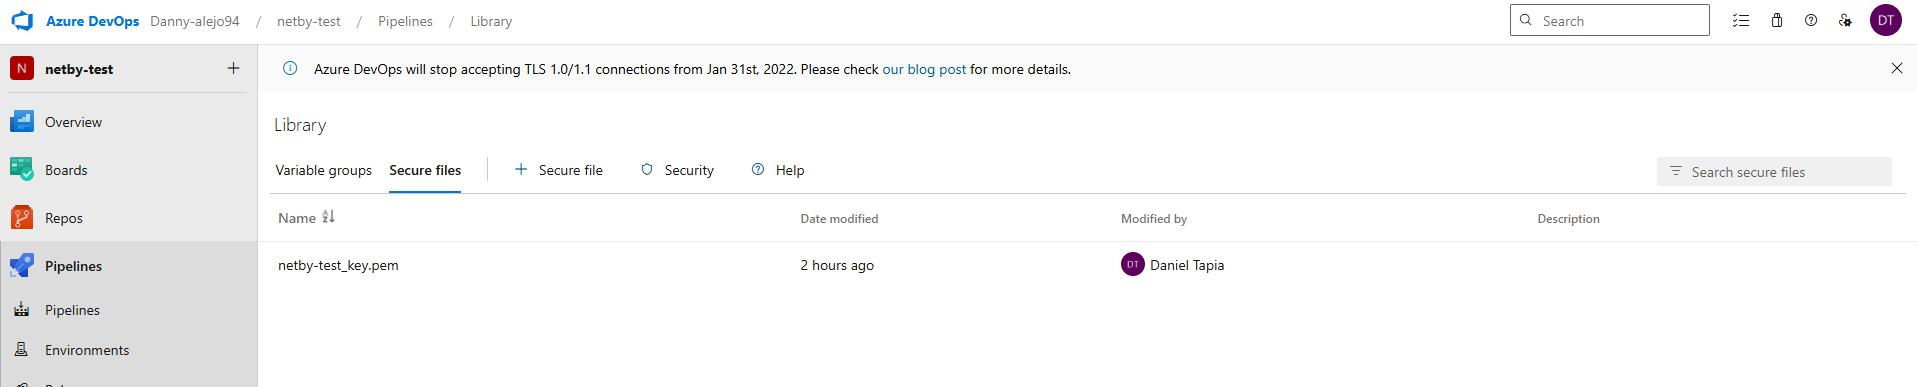 Azure DevOps Danny-alejo94 / netby-test / Pipelines / Library Search DT
N netby-test +
Azure DevOps will stop accepting TLS 1.0/1.1 connections from Jan 31st, 2022. Please check our blog post for more details.
Overview
Library
Boards
Variable groups Secure files + Secure file Security Help Search secure files
Repos
Name Date modified Modified by Description
Pipelines
netby-test_key.pem 2 hours ago DT Daniel Tapia
Pipelines
Environments